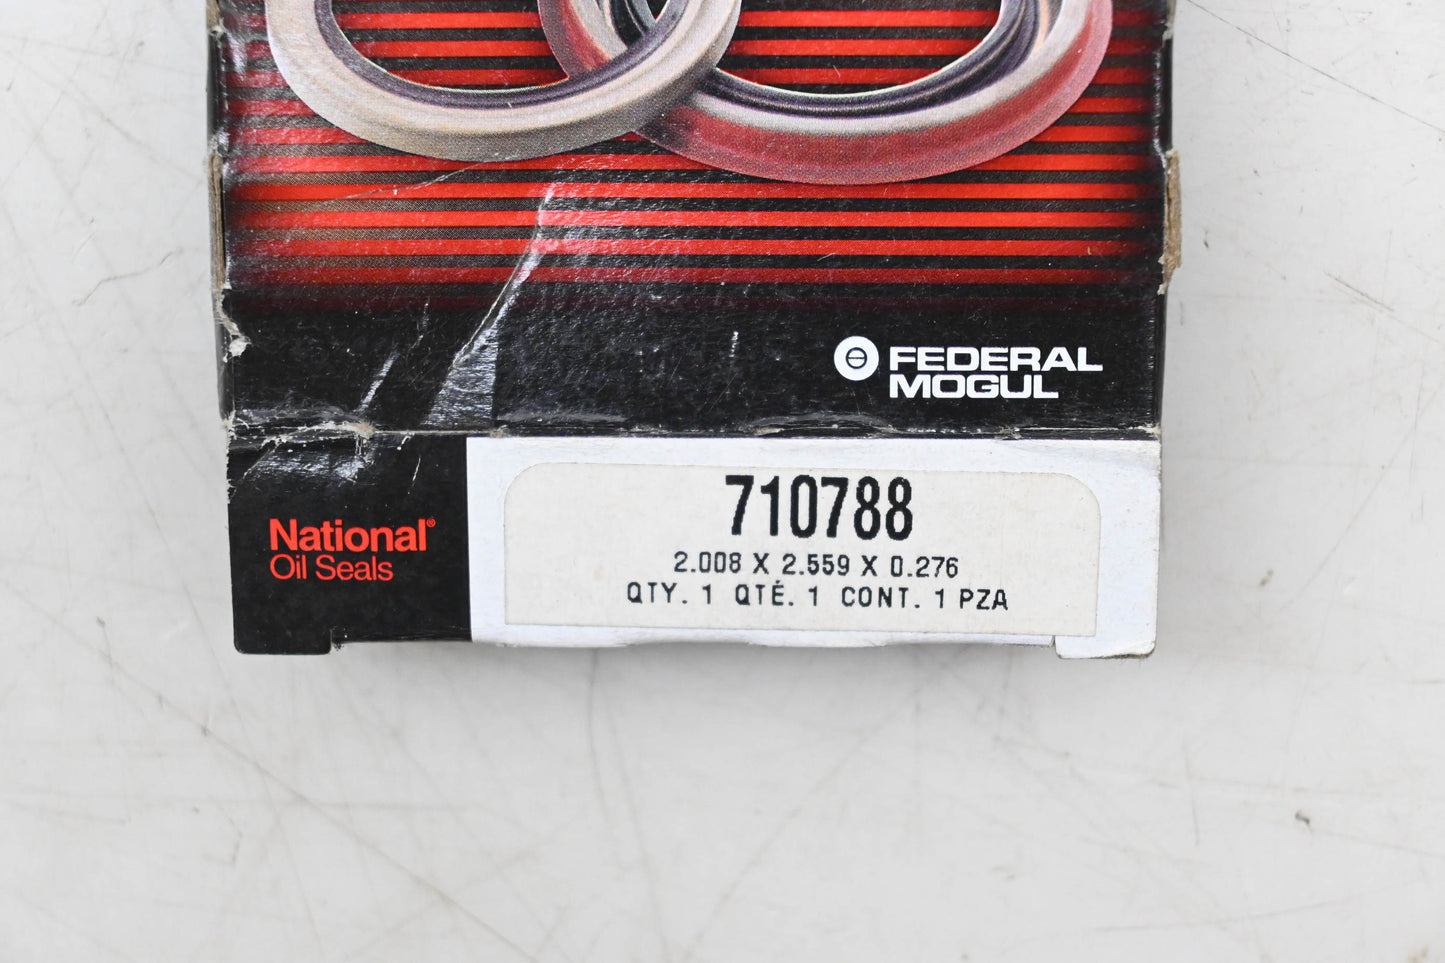 FEDERAL
MOGUL
National®
Oil Seals
710788
2.008 X 2.559 X 0.276
QTY. 1 QTÉ. 1 CONT. 1 PZA